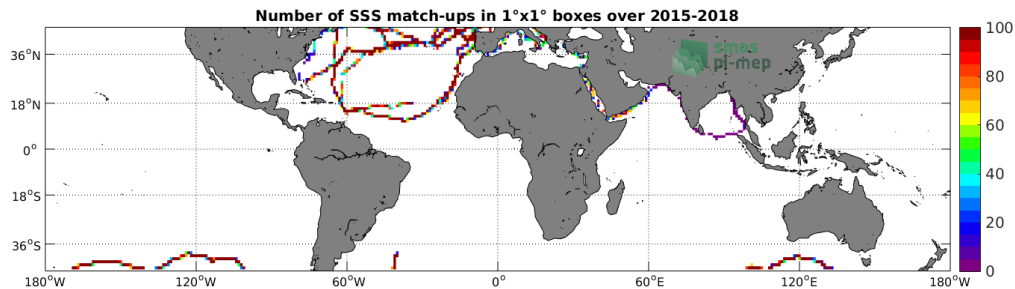 Number of SSS match-ups in 1°x1° boxes over 2015-2018
smos
pi-mep
36°N
18°N
0°
18°S
36°S
180°W
120°W
60°W
0°
60°E
120°E
180°W
100
80
60
40
20
0